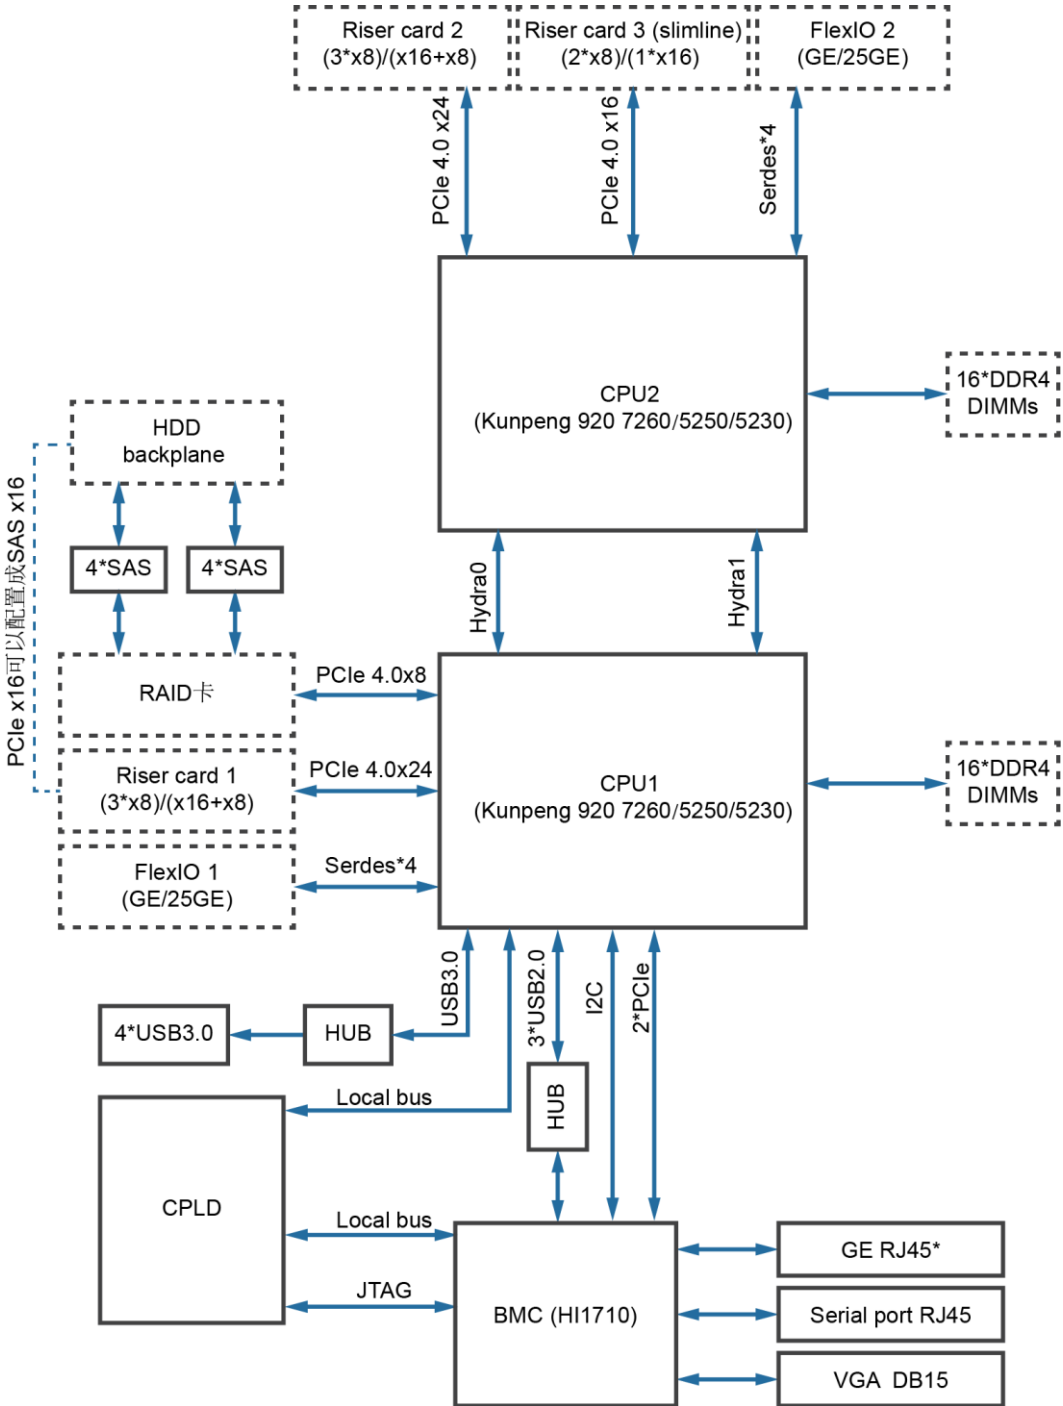 Riser card 2
(3*x8)/(x16+x8)
Riser card 3 (slimline)
(2*x8)/(1*x16)
FlexIO 2
(GE/25GE)
PCIe 4.0 x24
PCIe 4.0 x16
Serdes*4
CPU2
(Kunpeng 920 7260/5250/5230)
16*DDR4
DIMMs
HDD
backplane
PCIe x16可以配置成SAS x16
4*SAS
4*SAS
Hydra0
Hydra1
RAID卡
PCIe 4.0x8
Riser card 1
(3*x8)/(x16+x8)
PCIe 4.0x24
CPU1
(Kunpeng 920 7260/5250/5230)
16*DDR4
DIMMs
FlexIO 1
(GE/25GE)
Serdes*4
USB3.0
3*USB2.0
I2C
2*PCIe
4*USB3.0
HUB
HUB
Local bus
CPLD
Local bus
JTAG
BMC (HI1710)
GE RJ45*
Serial port RJ45
VGA DB15